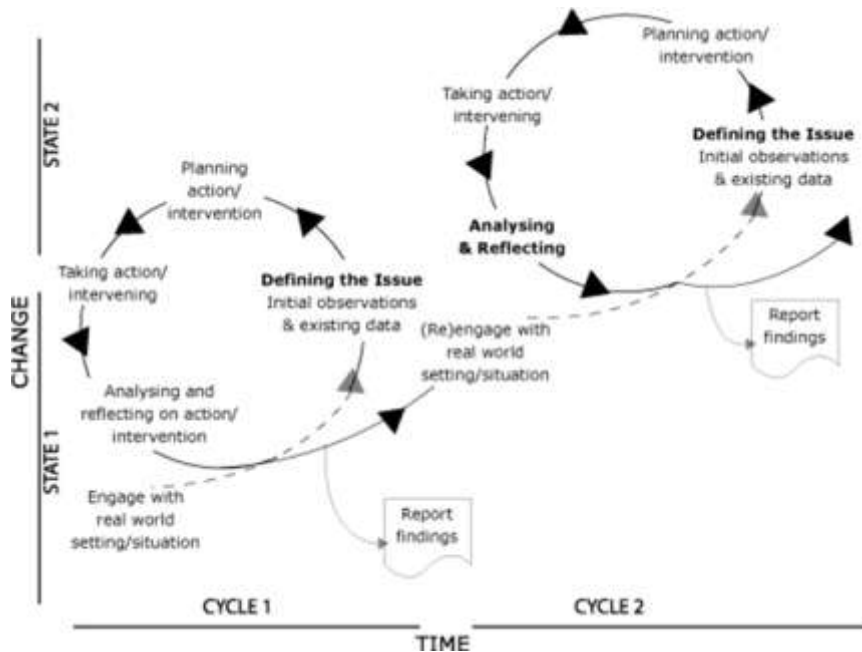 Planning action/
intervention
Taking action/
intervening
Defining the Issue
Initial observations
& existing data
Analysing
& Reflecting
(Re)engage with
real world
setting/situation
Report
findings
Planning
action/
intervention
Taking action/
intervening
Defining the Issue
Initial observations
& existing data
Analysing and
reflecting on action/
intervention
Engage with
real world
setting/situation
Report
findings
STATE 2
CHANGE
STATE 1
CYCLE 1
CYCLE 2
TIME